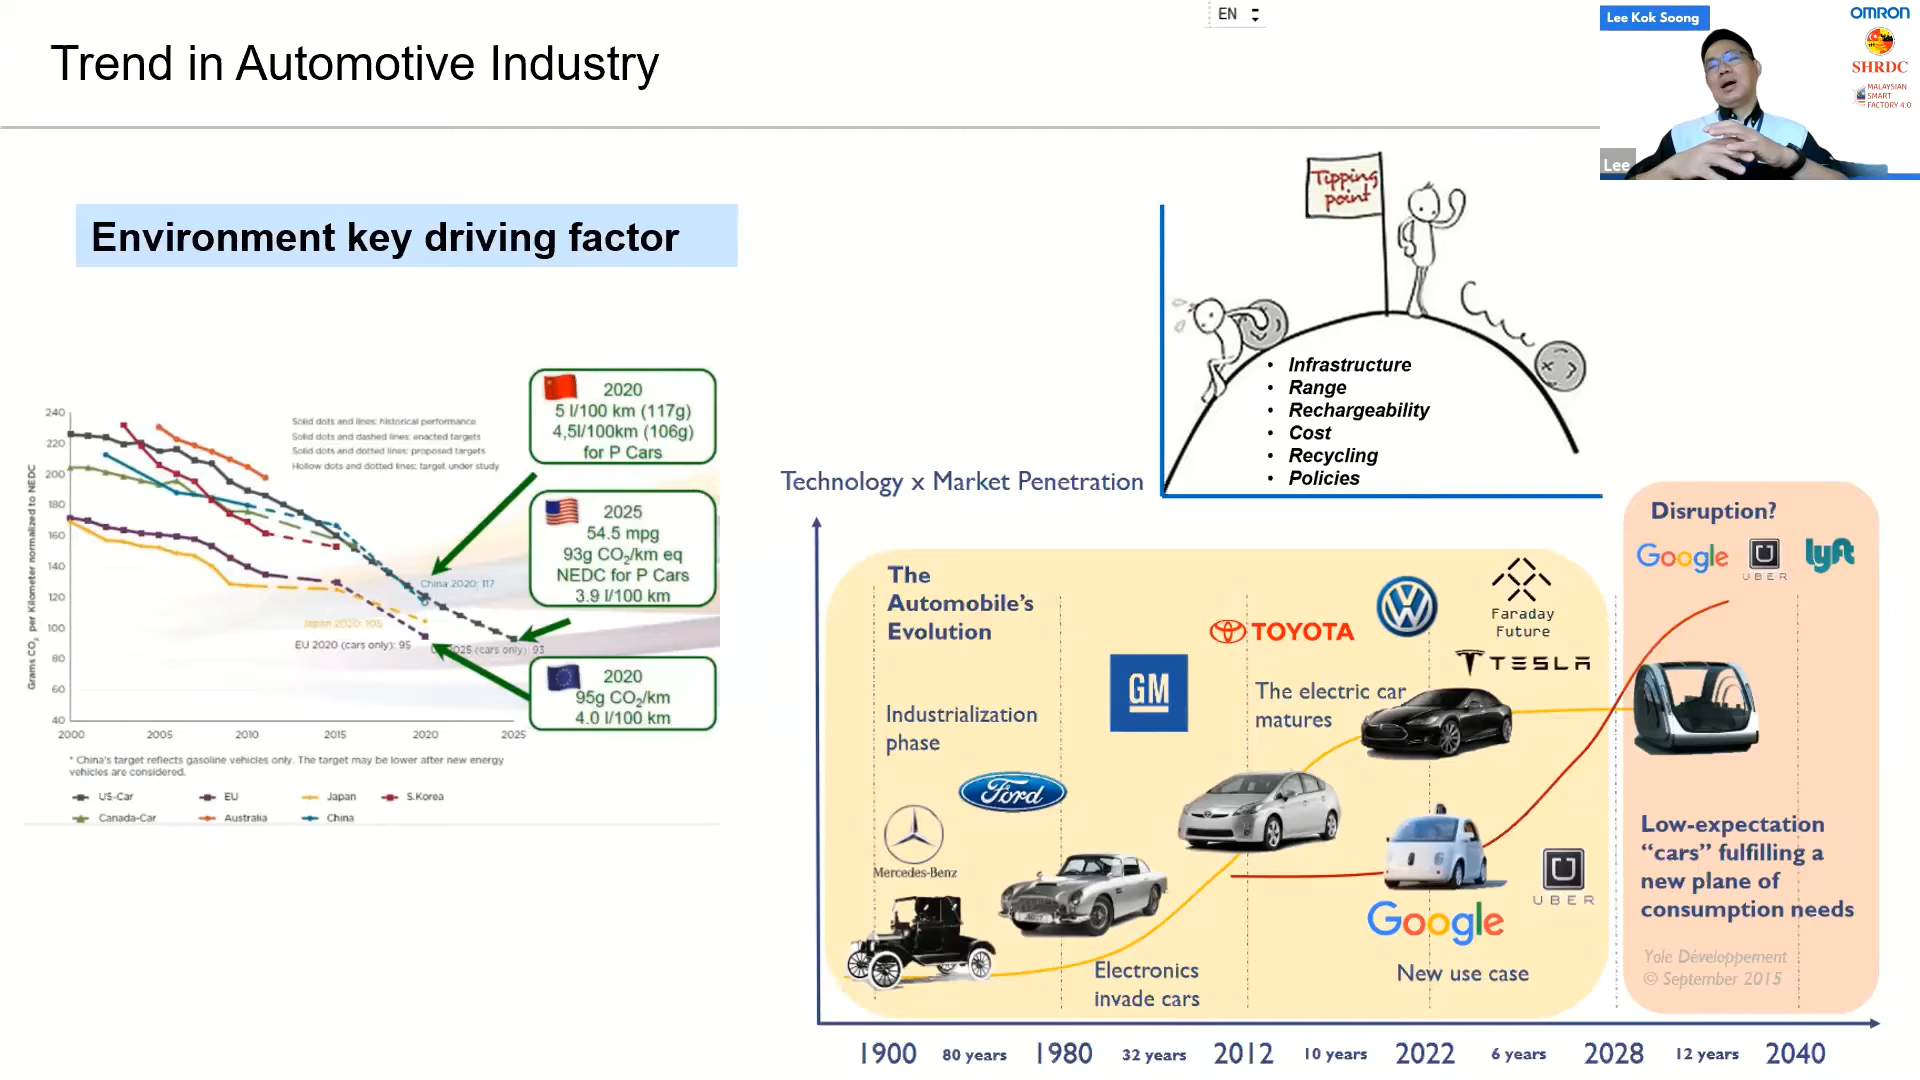 EN
Lee Kok Soong
OMRON
SHRDC
MALAYSIAN
SMART
FACTORY 4.0
Lee
Trend in Automotive Industry
Environment key driving factor
Tipping
point
• Infrastructure
• Range
• Rechargeability
• Cost
• Recycling
• Policies
Grams CO2 per Kilometer normalized to NEDC
240
220
200
180
160
140
120
100
80
60
40
2000
2005
2010
2015
2020
2025
Solid dots and lines: historical performance
Solid dots and dashed lines: enacted targets
Solid dots and dotted lines: proposed targets
Hollow dots and dotted lines: target under study
2020
5 l/100 km (117g)
4,5l/100km (106g)
for P Cars
2025
54.5 mpg
93g CO2/km eq
NEDC for P Cars
3.9 l/100 km
2020
95g CO2/km
4.0 l/100 km
China 2020: 117
Japan 2020: 105
EU 2020 (cars only): 95
2025 (cars only): 93
* China's target reflects gasoline vehicles only. The target may be lower after new energy
vehicles are considered.
US-Car
EU
Japan
S.Korea
Canada-Car
Australia
China
Technology x Market Penetration
The
Automobile's
Evolution
Industrialization
phase
Mercedes-Benz
Ford
GM
TOYOTA
The electric car
matures
Faraday
Future
TESLA
Electronics
invade cars
Google
UBER
New use case
Disruption?
Google
UBER
lyft
Low-expectation
“cars” fulfilling a
new plane of
consumption needs
Yole Développement
© September 2015
1900 80 years 1980 32 years 2012 10 years 2022 6 years 2028 12 years 2040